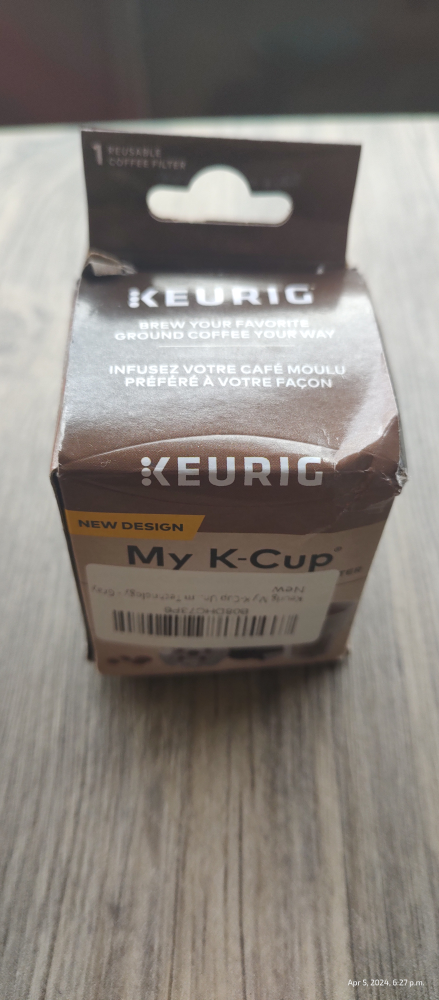 1 REUSABLE
COFFEE FILTER
KEURIG
BREW YOUR FAVORITE
GROUND COFFEE YOUR WAY
INFUSEZ VOTRE CAFÉ MOULU
PRÉFÉRÉ À VOTRE FAÇON
KEURIG
NEW DESIGN
My K-Cup®
New
Apr 5, 2024, 6:27 p.m.